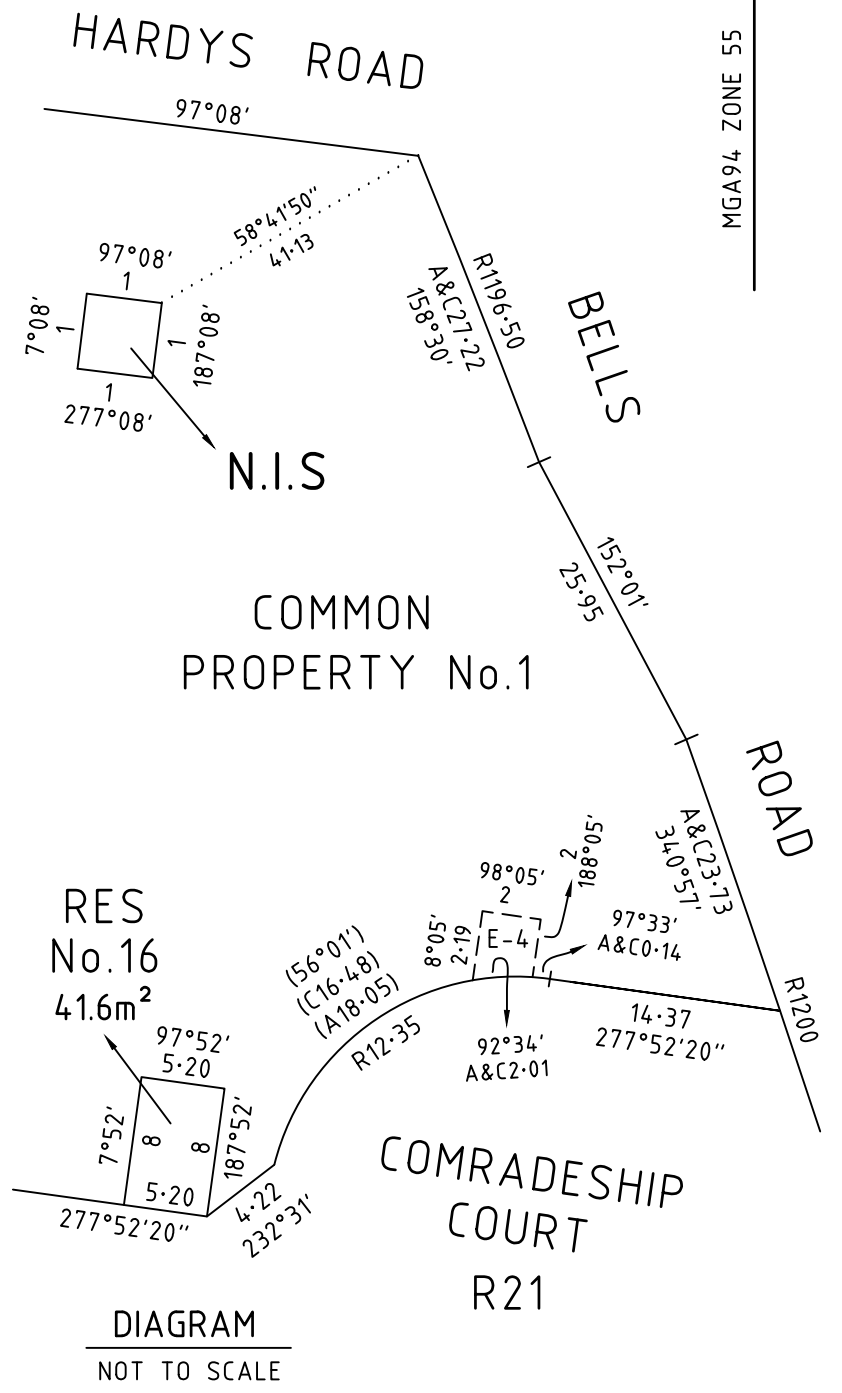 HARDYS ROAD
MGA94 ZONE 55
97°08'
58°41'50"
41·13
97°08'
1
7°08'
1
1
187°08'
1
277°08'
N.I.S
R1196·50
A&C27·22
158°30'
BELLS
152°01'
25·95
COMMON
PROPERTY No.1
ROAD
A&C23·73
340°57'
2
188°05'
98°05'
2
8°05'
2·19
E-4
97°33'
A&C0·14
RES
No.16
41.6m²
(56°01')
(C16·48)
(A18·05)
R12·35
R1200
14·37
277°52'20"
92°34'
A&C2·01
97°52'
5·20
7°52'
8
8
187°52'
5·20
277°52'20"
4·22
232°31'
COMRADESHIP
COURT
R21
DIAGRAM
NOT TO SCALE